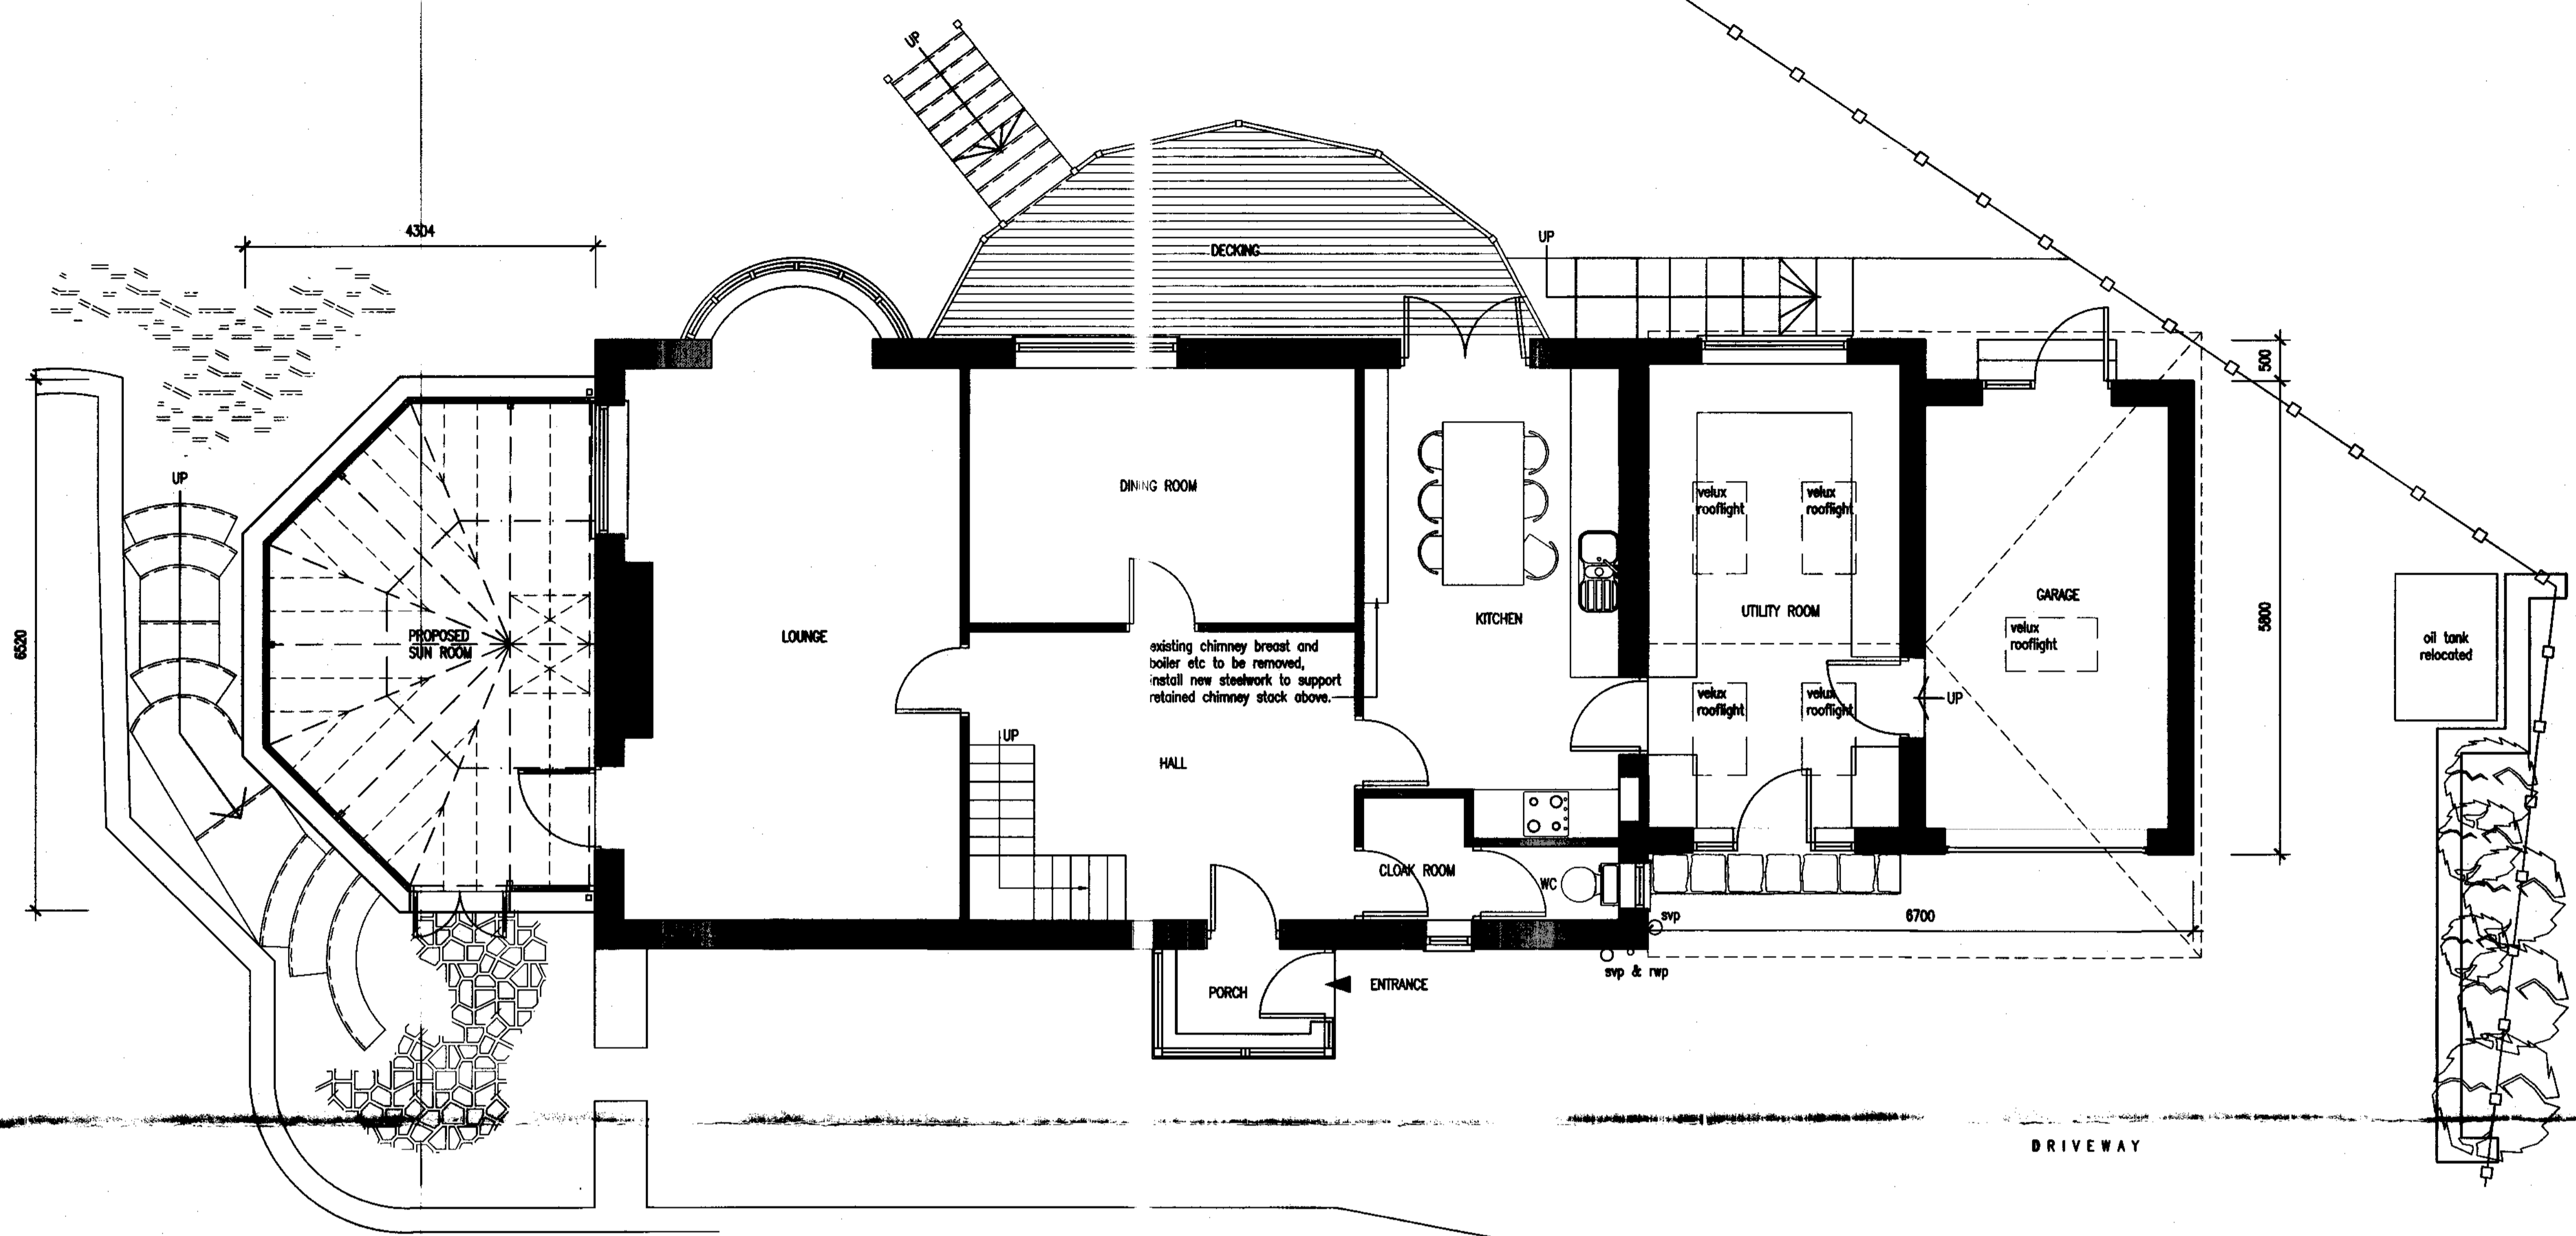 UP
4304
DECKING
UP
500
UP
DINING ROOM
velux
rooflight
velux
rooflight
6520
PROPOSED
SUN ROOM
LOUNGE
KITCHEN
UTILITY ROOM
GARAGE
velux
rooflight
5800
oil tank
relocated
existing chimney breast and
boiler etc to be removed,
install new steelwork to support
retained chimney stack above.
velux
rooflight
velux
rooflight
UP
UP
HALL
CLOAK ROOM
WC
svp
6700
svp & rwp
PORCH
ENTRANCE
DRIVEWAY